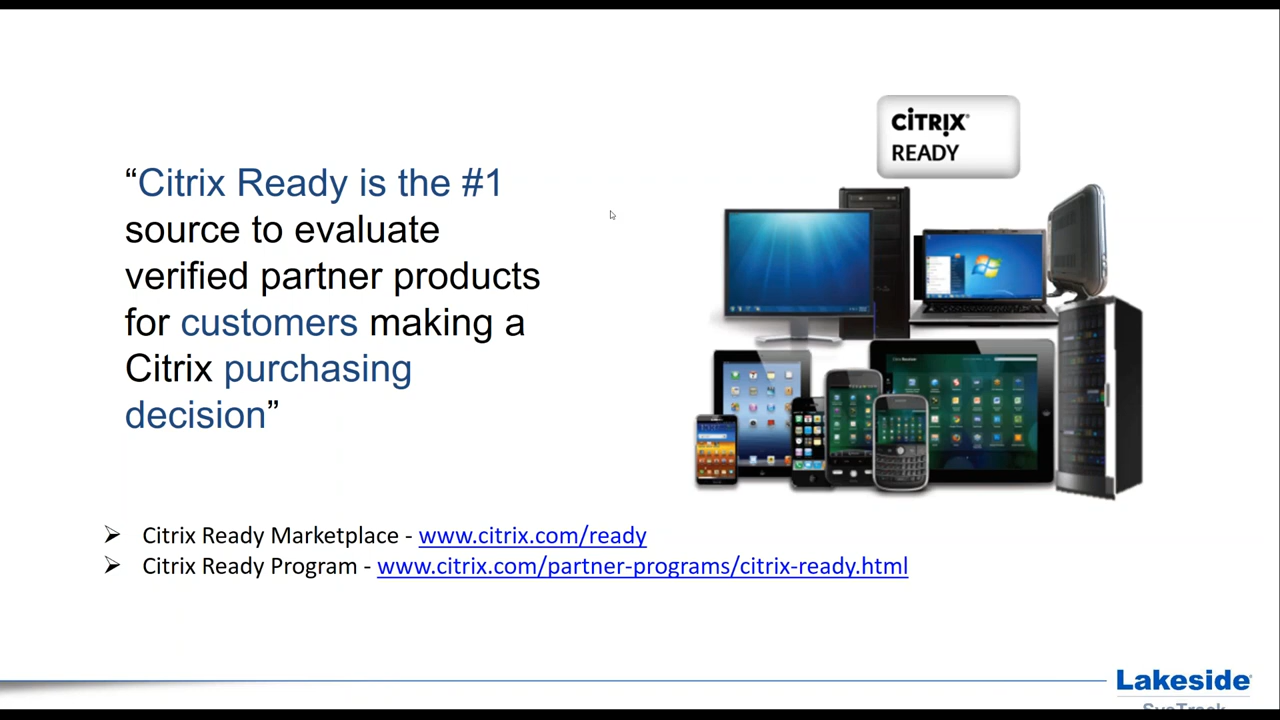 CITRIX®
READY
“Citrix Ready is the #1
source to evaluate
verified partner products
for customers making a
Citrix purchasing
decision”
➢ Citrix Ready Marketplace - www.citrix.com/ready
➢ Citrix Ready Program - www.citrix.com/partner-programs/citrix-ready.html
Lakeside
SysTrack